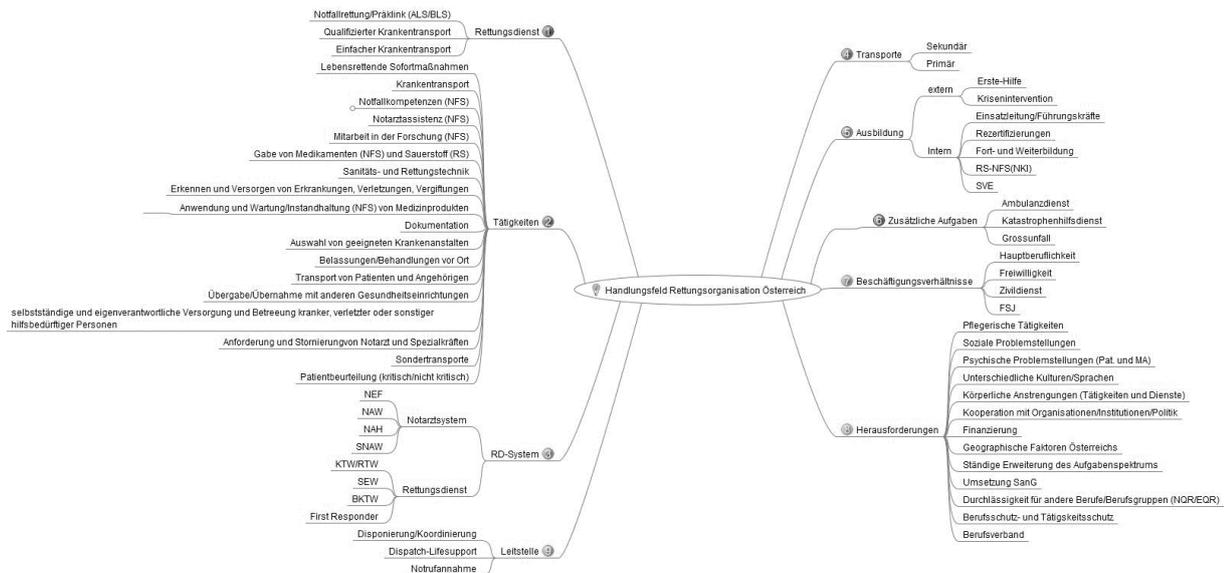 Handlungsfeld Rettungsorganisation Österreich
Rettungsdienst 1
Notfallrettung/Präklink (ALS/BLS)
Qualifizierter Krankentransport
Einfacher Krankentransport
Tätigkeiten 2
Lebensrettende Sofortmaßnahmen
Krankentransport
Notfallkompetenzen (NFS)
Notarztassistenz (NFS)
Mitarbeit in der Forschung (NFS)
Gabe von Medikamenten (NFS) und Sauerstoff (RS)
Sanitäts- und Rettungstechnik
Erkennen und Versorgen von Erkrankungen, Verletzungen, Vergiftungen
Anwendung und Wartung/Instandhaltung (NFS) von Medizinprodukten
Dokumentation
Auswahl von geeigneten Krankenanstalten
Belassungen/Behandlungen vor Ort
Transport von Patienten und Angehörigen
Übergabe/Übernahme mit anderen Gesundheitseinrichtungen
selbstständige und eigenverantwortliche Versorgung und Betreeung kranker, verletzter oder sonstiger
hilfsbedürftiger Personen
Anforderung und Stornierungvon Notarzt und Spezialkräften
Sondertransporte
Patientbeurteilung (kritisch/nicht kritisch)
RD-System 3
Notarztsystem
NEF
NAW
NAH
SNAW
Rettungsdienst
KTW/RTW
SEW
BKTW
First Responder
Leitstelle 9
Disponierung/Koordinierung
Dispatch-Lifesupport
Notrufannahme
4 Transporte
Sekundär
Primär
5 Ausbildung
extern
Erste-Hilfe
Krisenintervention
Intern
Einsatzleitung/Führungskräfte
Rezertifizierungen
Fort- und Weiterbildung
RS-NFS(NKI)
SVE
6 Zusätzliche Aufgaben
Ambulanzdienst
Katastrophenhilfsdienst
Grossunfall
7 Beschäftigungsverhältnisse
Hauptberuflichkeit
Freiwilligkeit
Zivildienst
FSJ
8 Herausforderungen
Pflegerische Tätigkeiten
Soziale Problemstellungen
Psychische Problemstellungen (Pat. und MA)
Unterschiedliche Kulturen/Sprachen
Körperliche Anstrengungen (Tätigkeiten und Dienste)
Kooperation mit Organisationen/Institutionen/Politik
Finanzierung
Geographische Faktoren Österreichs
Ständige Erweiterung des Aufgabenspektrums
Umsetzung SanG
Durchlässigkeit für andere Berufe/Berufsgruppen (NQR/EQR)
Berufsschutz- und Tätigskeitsschutz
Berufsverband